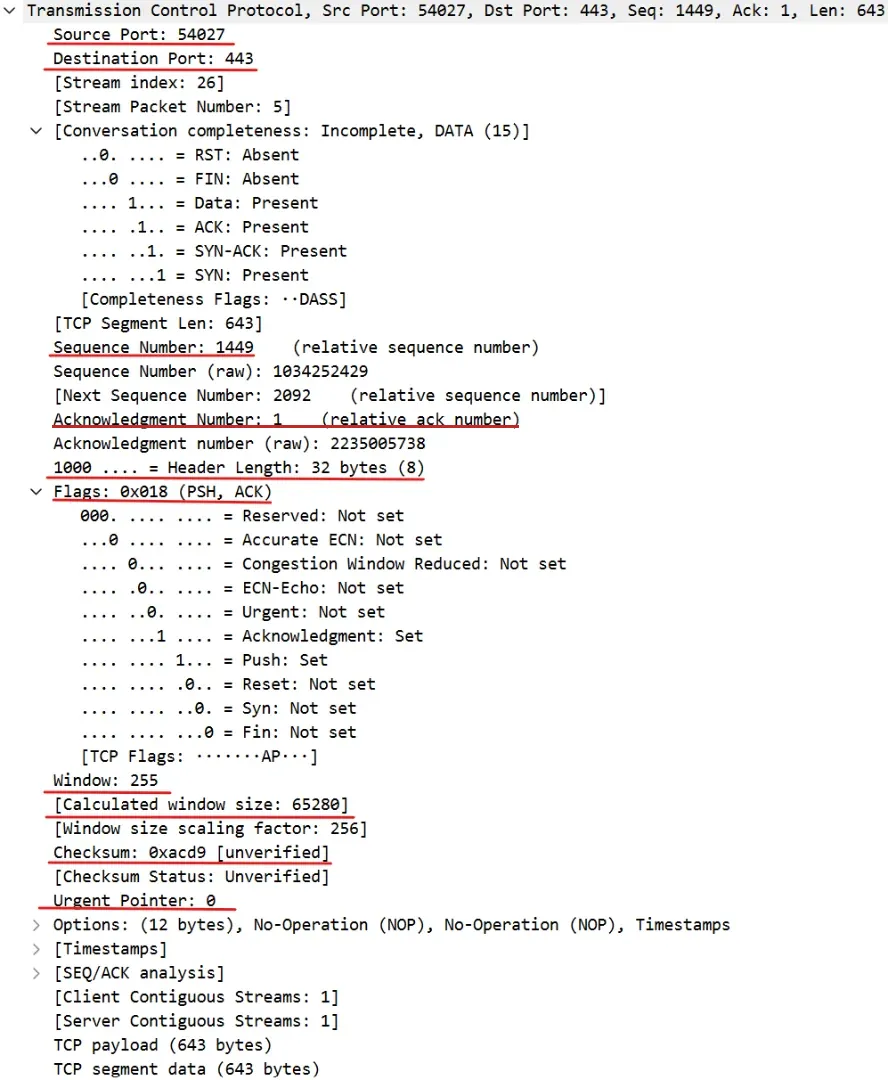 Transmission Control Protocol, Src Port: 54027, Dst Port: 443, Seq: 1449, Ack: 1, Len: 643
Source Port: 54027
Destination Port: 443
[Stream index: 26]
[Stream Packet Number: 5]
[Conversation completeness: Incomplete, DATA (15)]
..0. .... = RST: Absent
...0 .... = FIN: Absent
.... 1... = Data: Present
.... .1.. = ACK: Present
.... ..1. = SYN-ACK: Present
.... ...1 = SYN: Present
[Completeness Flags: ··DASS]
[TCP Segment Len: 643]
Sequence Number: 1449    (relative sequence number)
Sequence Number (raw): 1034252429
[Next Sequence Number: 2092    (relative sequence number)]
Acknowledgment Number: 1    (relative ack number)
Acknowledgment number (raw): 2235005738
1000 .... = Header Length: 32 bytes (8)
Flags: 0x018 (PSH, ACK)
000. .... .... = Reserved: Not set
...0 .... .... = Accurate ECN: Not set
.... 0... .... = Congestion Window Reduced: Not set
.... .0.. .... = ECN-Echo: Not set
.... ..0. .... = Urgent: Not set
.... ...1 .... = Acknowledgment: Set
.... .... 1... = Push: Set
.... .... .0.. = Reset: Not set
.... .... ..0. = Syn: Not set
.... .... ...0 = Fin: Not set
[TCP Flags: ·······AP···]
Window: 255
[Calculated window size: 65280]
[Window size scaling factor: 256]
Checksum: 0xacd9 [unverified]
[Checksum Status: Unverified]
Urgent Pointer: 0
Options: (12 bytes), No-Operation (NOP), No-Operation (NOP), Timestamps
[Timestamps]
[SEQ/ACK analysis]
[Client Contiguous Streams: 1]
[Server Contiguous Streams: 1]
TCP payload (643 bytes)
TCP segment data (643 bytes)